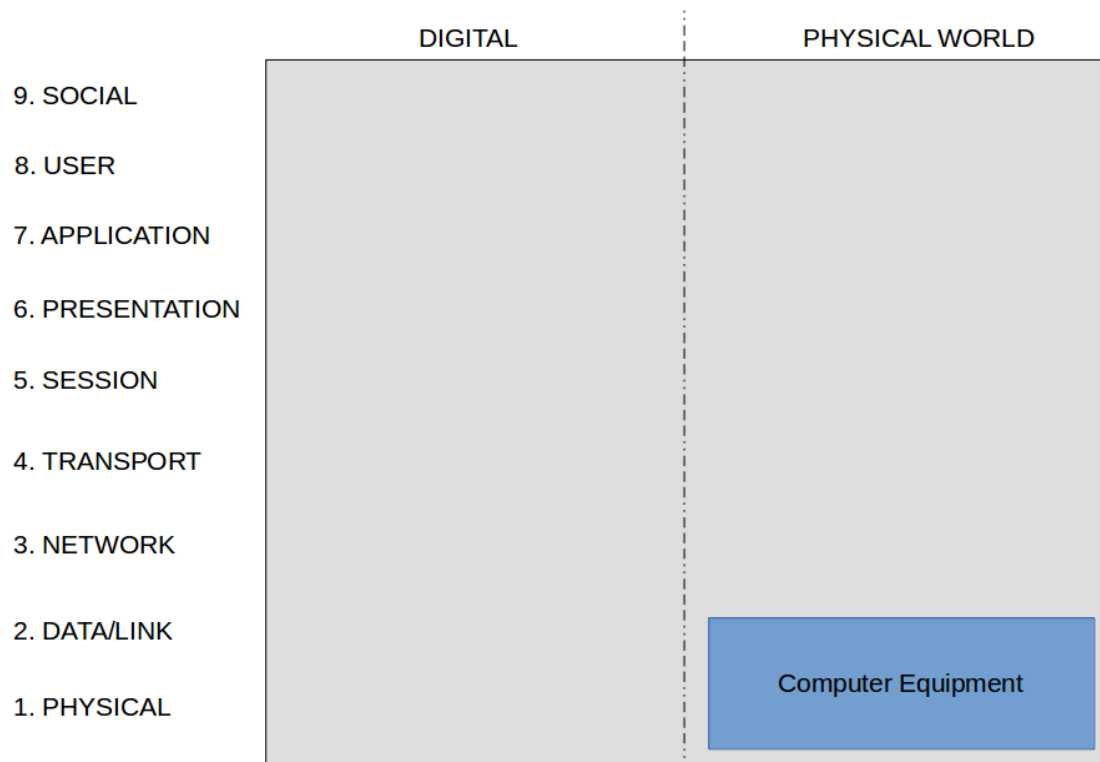 DIGITAL
PHYSICAL WORLD
9. SOCIAL
8. USER
7. APPLICATION
6. PRESENTATION
5. SESSION
4. TRANSPORT
3. NETWORK
2. DATA/LINK
Computer Equipment
1. PHYSICAL